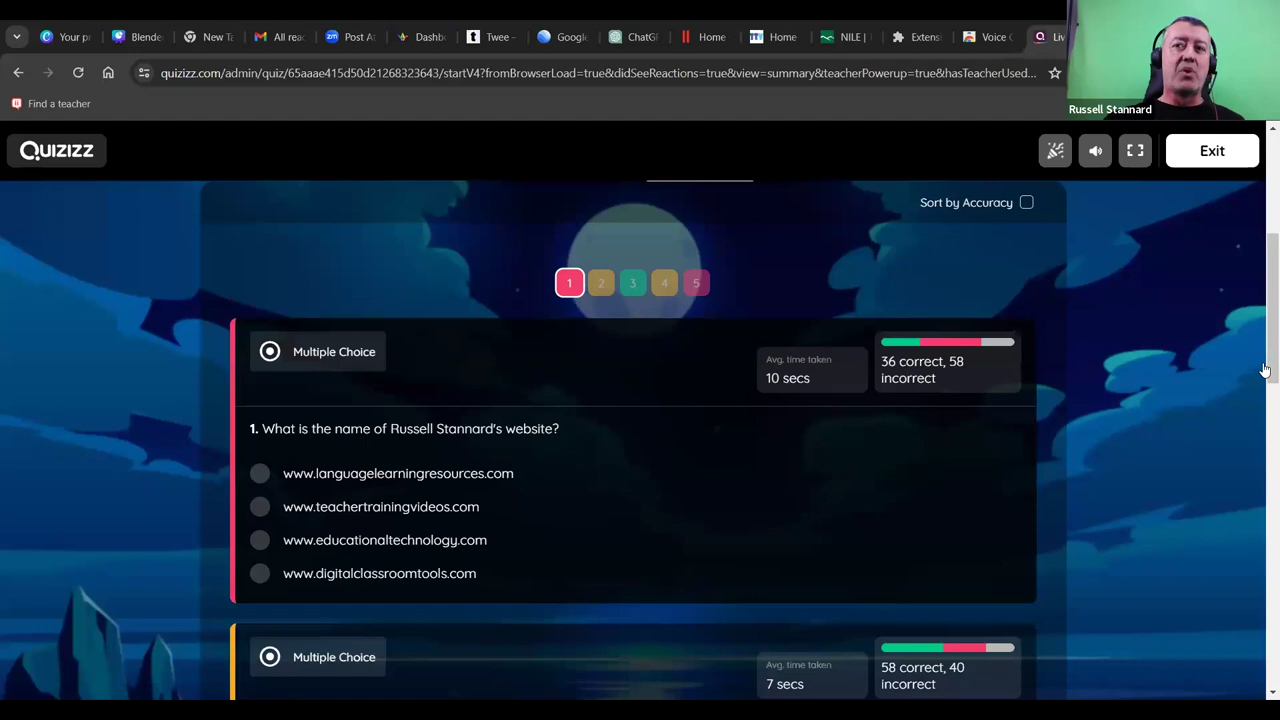 Your pr
Blende
New Ta
All rea
Post A
Dashb
Twee -
Google
ChatGF
Home
Home
NILE |
Extensi
Voice C
Liv
quizizz.com/admin/quiz/65aaae415d50d21268323643/startV4?fromBrowserLoad=true&didSeeReactions=true&view=summary&teacherPowerup=true&hasTeacherUsed...
Find a teacher
Russell Stannard
QUIZIZZ
Exit
Sort by Accuracy
1 2 3 4 5
Multiple Choice
Avg. time taken
10 secs
36 correct, 58
incorrect
1. What is the name of Russell Stannard's website?
www.languagelearningresources.com
www.teachertrainingvideos.com
www.educationaltechnology.com
www.digitalclassroomtools.com
Multiple Choice
Avg. time taken
7 secs
58 correct, 40
incorrect